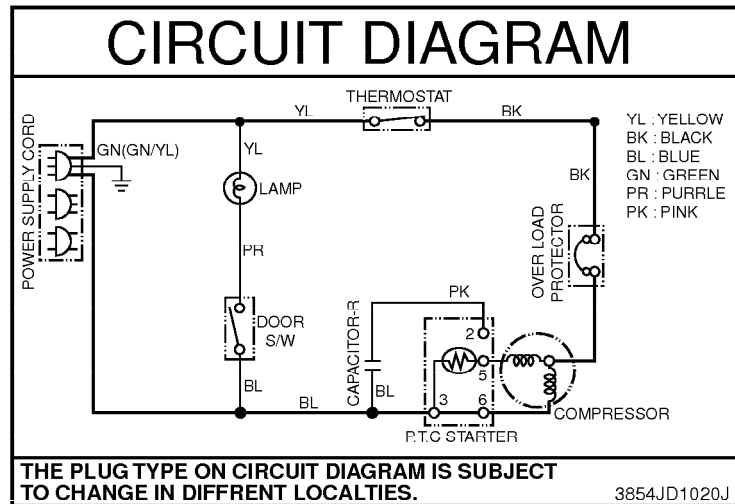 CIRCUIT DIAGRAM
THERMOSTAT
YL
BK
YL : YELLOW
BK : BLACK
BL : BLUE
GN : GREEN
PR : PURRLE
PK : PINK
POWER SUPPLY CORD
GN(GN/YL)
YL
BK
LAMP
OVER LOAD
PROTECTOR
PR
PK
DOOR
S/W
CAPACITOR-R
2
5
BL
BL
BL
3
6
COMPRESSOR
P.T.C STARTER
THE PLUG TYPE ON CIRCUIT DIAGRAM IS SUBJECT
TO CHANGE IN DIFFRENT LOCALTIES.
3854JD1020J